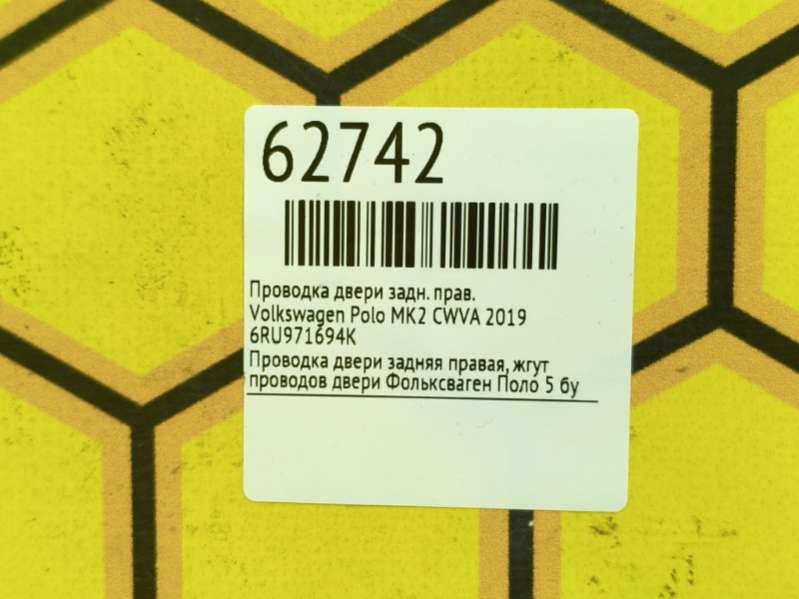 62742
Проводка двери задн. прав.
Volkswagen Polo MK2 CWVA 2019
6RU971694K
Проводка двери задняя правая, жгут
проводов двери Фольксваген Поло 5 бу